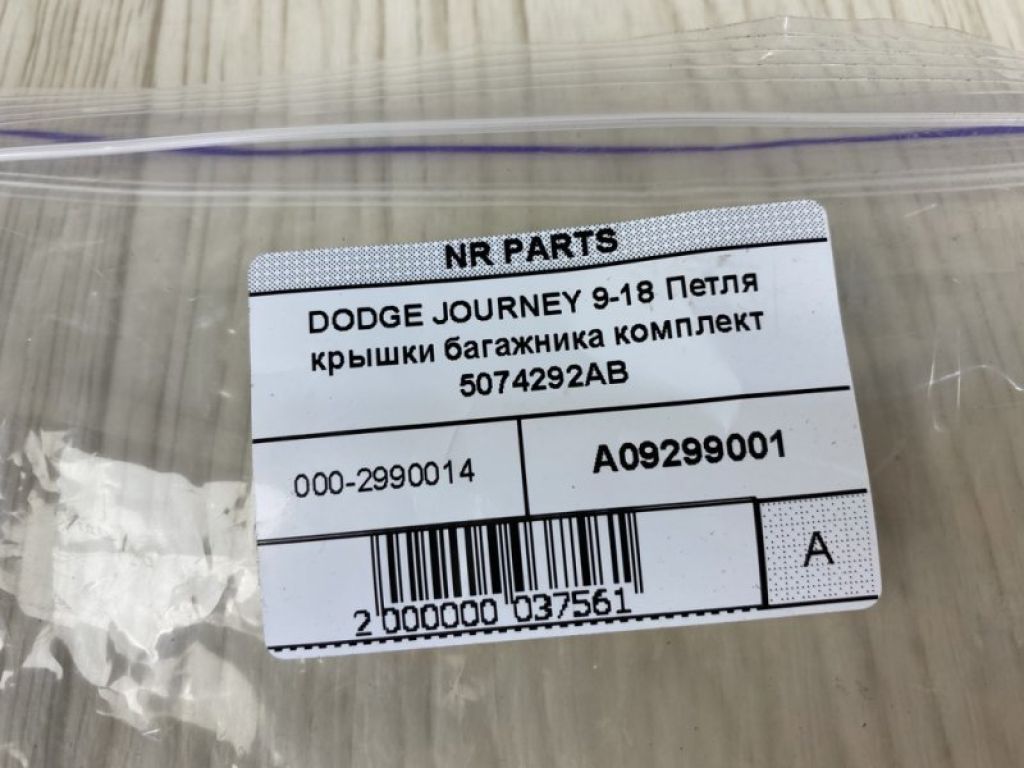 NR PARTS
DODGE JOURNEY 9-18 Петля
крышки багажника комплект
5074292AB
000-2990014
A09299001
A
2 000000 037561